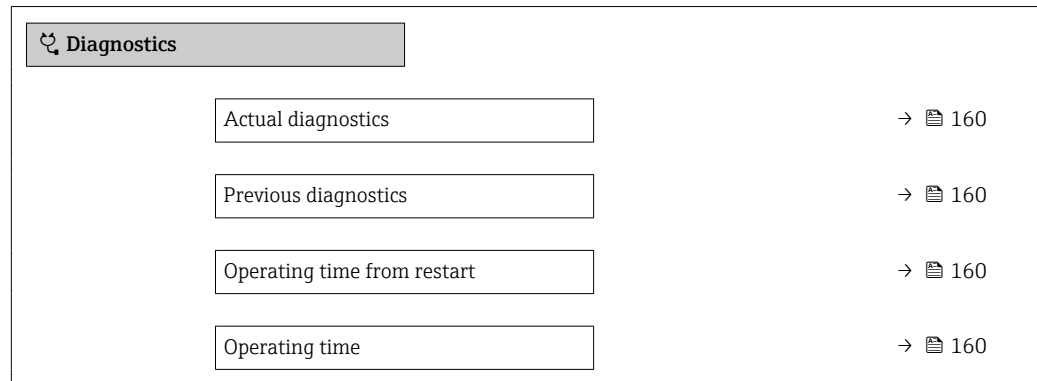 Diagnostics
Actual diagnostics → 160
Previous diagnostics → 160
Operating time from restart → 160
Operating time → 160